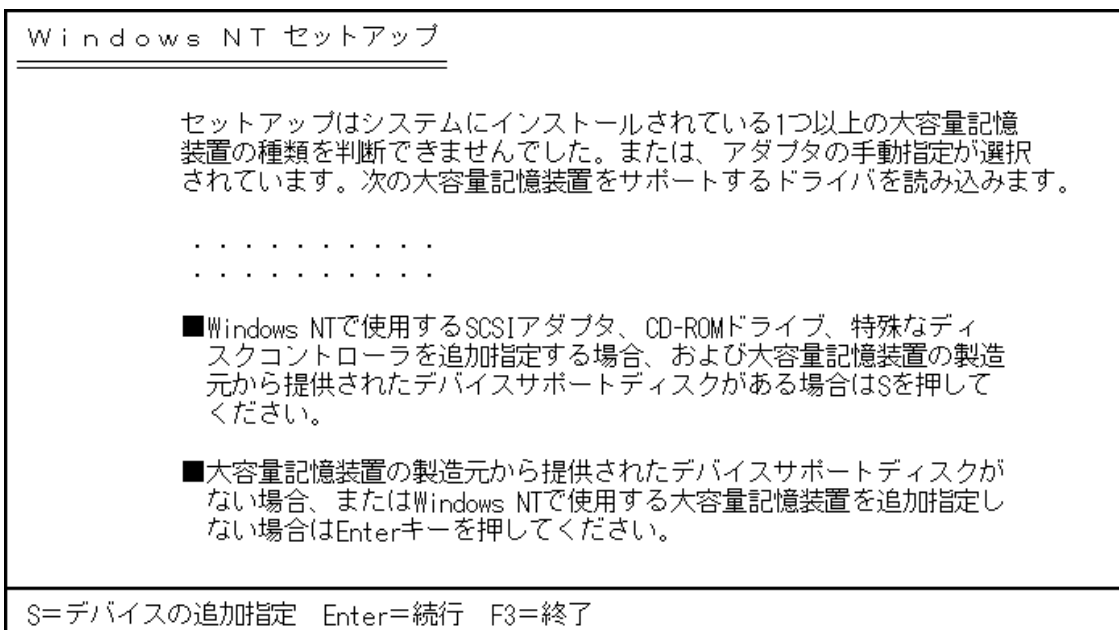 Ｗｉｎｄｏｗｓ　ＮＴ セットアップ
セットアップはシステムにインストールされている1つ以上の大容量記憶
装置の種類を判断できませんでした。または、アダプタの手動指定が選択
されています。次の大容量記憶装置をサポートするドライバを読み込みます。
．．．．．．．．．．
．．．．．．．．．．
■Windows NTで使用するSCSIアダプタ、CD-ROMドライブ、特殊なディ
スクコントローラを追加指定する場合、および大容量記憶装置の製造
元から提供されたデバイスサポートディスクがある場合はSを押して
ください。
■大容量記憶装置の製造元から提供されたデバイスサポートディスクが
ない場合、またはWindows NTで使用する大容量記憶装置を追加指定し
ない場合はEnterキーを押してください。
S=デバイスの追加指定　Enter=続行　F3=終了